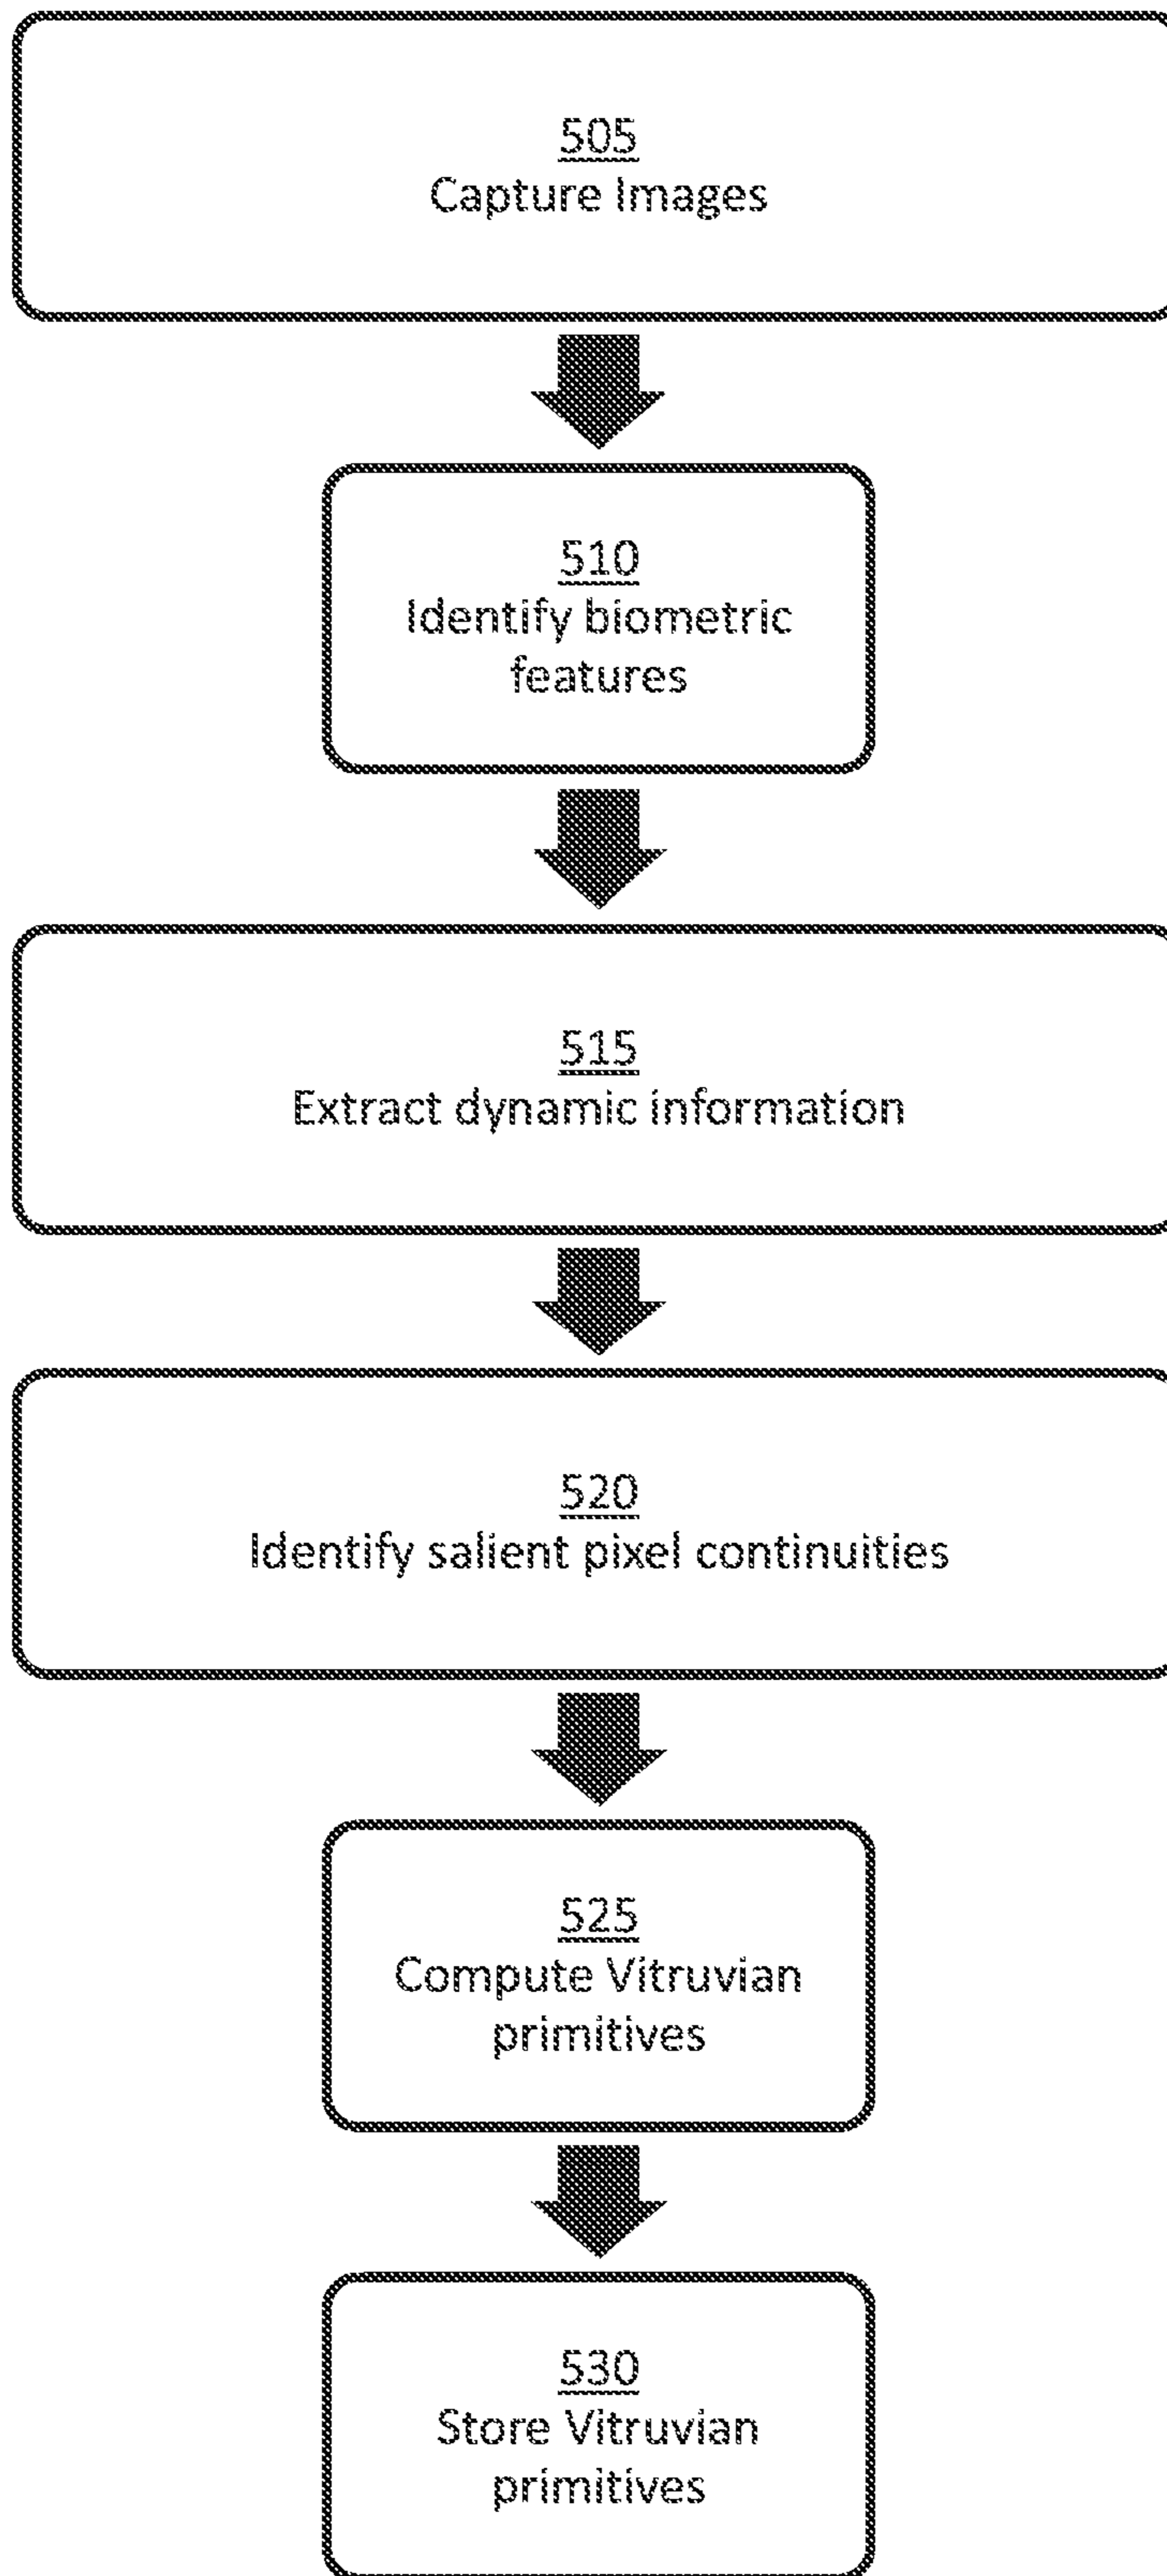 505
Capture Images
510
Identify biometric
features
515
Extract dynamic information
520
Identify salient pixel continuities
525
Compute Vitruvian
primitives
530
Store Vitruvian
primitives